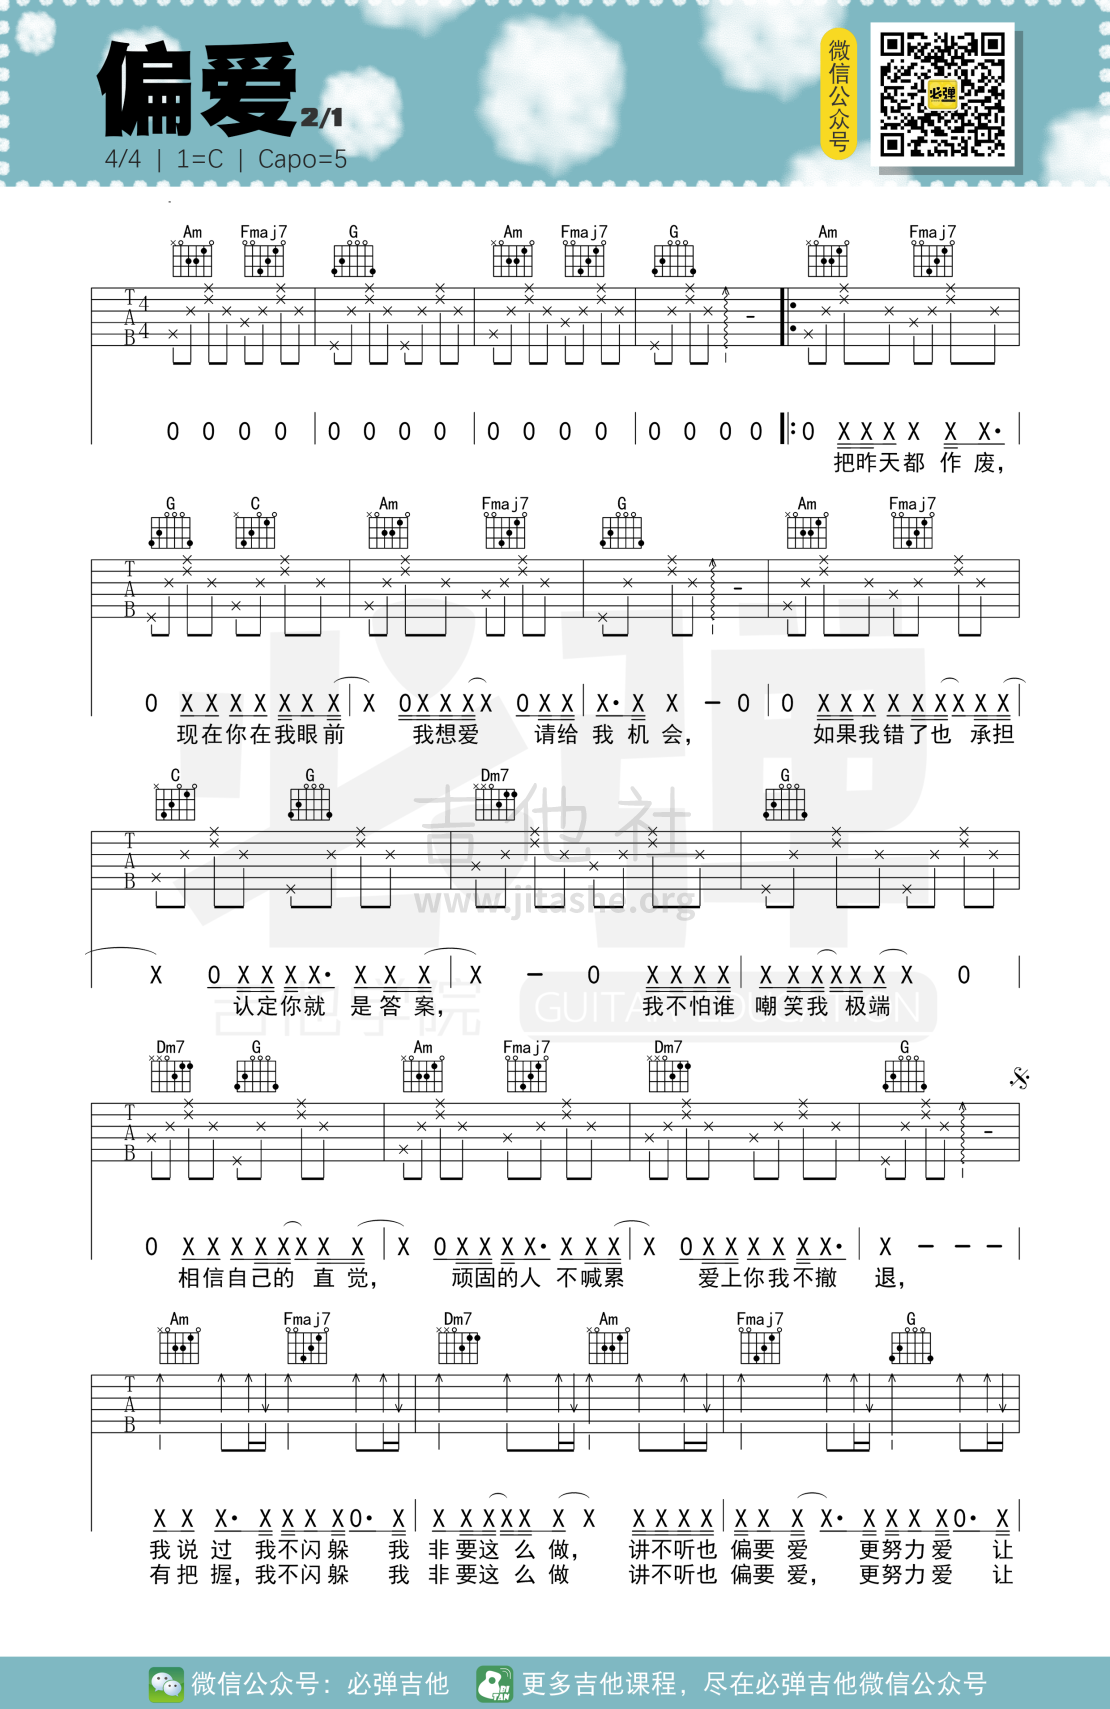 偏爱 2/1
4/4 | 1=C | Capo=5
微信公众号
必弹
Am Fmaj7 G Am Fmaj7 G Am Fmaj7
T A B 4 4
0 0 0 0 0 0 0 0 0 0 0 0 0 0 0 0 0 X X X X X X·
把昨天都 作 废，
G C Am Fmaj7 G Am Fmaj7
T A B
0 X X X X X X X X 0 X X X X 0 X X X· X X － 0 0 X X X X X X X X X
现在你在我眼前 我想爱 请给 我 机 会， 如果我错了也 承担
C G Dm7 G
T A B
X 0 X X X X· X X X X － 0 X X X X X X X X X X X X 0
认定你就 是答案， 我不怕谁 嘲笑我 极端
吉他社
www.jitashe.org
必弹
吉他学院 GUITAR EDUCATION
Dm7 G Am Fmaj7 Dm7 G
T A B
0 X X X X X X X X X 0 X X X X· X X X X 0 X X X X X X· X － － －
相信自己的 直觉， 顽固的人 不喊累 爱上你我不撤 退，
Am Fmaj7 Dm7 Am Fmaj7 G
T A B
X X X· X X X X 0· X X X X X X X X X X X X X X X X· X X X X 0· X
我说过 我不闪躲 我 非要这么做， 讲不听也 偏要爱 更努力爱 让
有把握，我不闪躲 我 非要这么做 讲不听也 偏要爱， 更努力爱 让
微信公众号：必弹吉他 更多吉他课程，尽在必弹吉他微信公众号